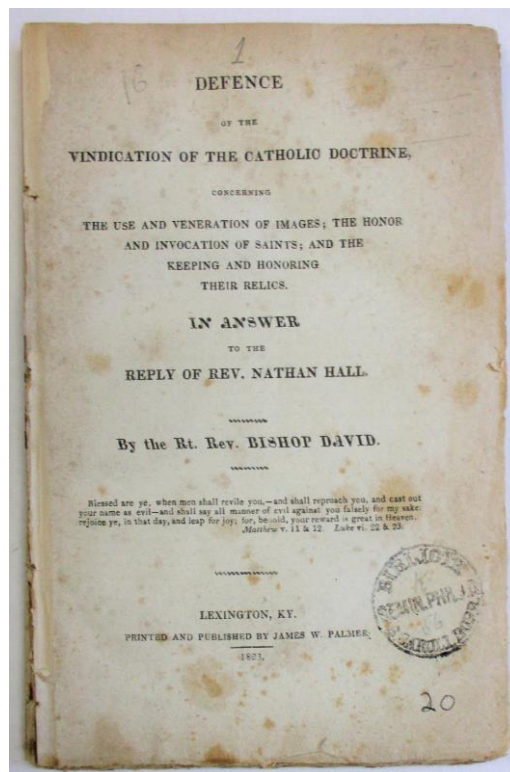 1
16
DEFENCE
OF THE
VINDICATION OF THE CATHOLIC DOCTRINE,
CONCERNING
THE USE AND VENERATION OF IMAGES; THE HONOR
AND INVOCATION OF SAINTS; AND THE
KEEPING AND HONORING
THEIR RELICS.
IN ANSWER
TO THE
REPLY OF REV. NATHAN HALL.
By the Rt. Rev. BISHOP DAVID.
Blessed are ye, when men shall revile you,—and shall reproach you, and cast out
your name as evil—and shall say all manner of evil against you falsely for my sake:
rejoice ye, in that day, and leap for joy; for, behold, your reward is great in Heaven.
Matthew v. 11 & 12. Luke vi. 22 & 23.
LEXINGTON, KY.
PRINTED AND PUBLISHED BY JAMES W. PALMER.
SEMIN. PHIL.
20